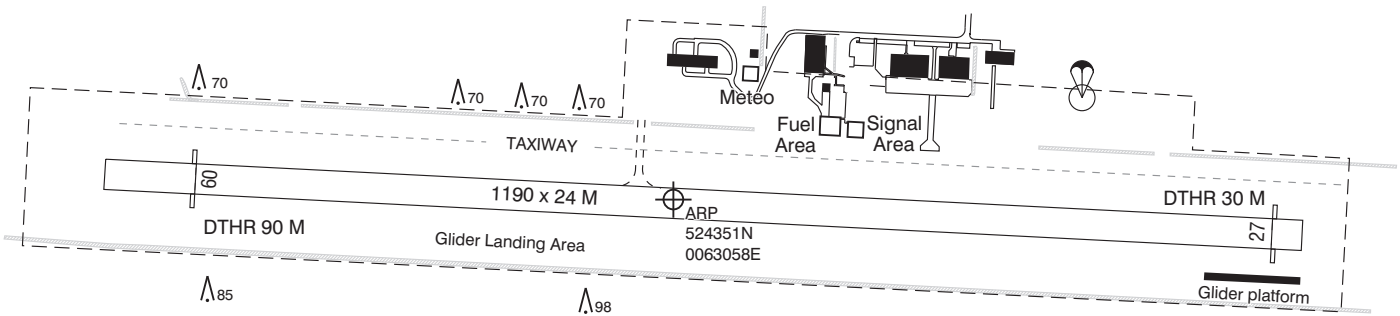 70
70
70
70
Meteo
Fuel
Area
Signal
Area
TAXIWAY
09
1190 x 24 M
DTHR 30 M
ARP
524351N
0063058E
27
DTHR 90 M
Glider Landing Area
Glider platform
85
98